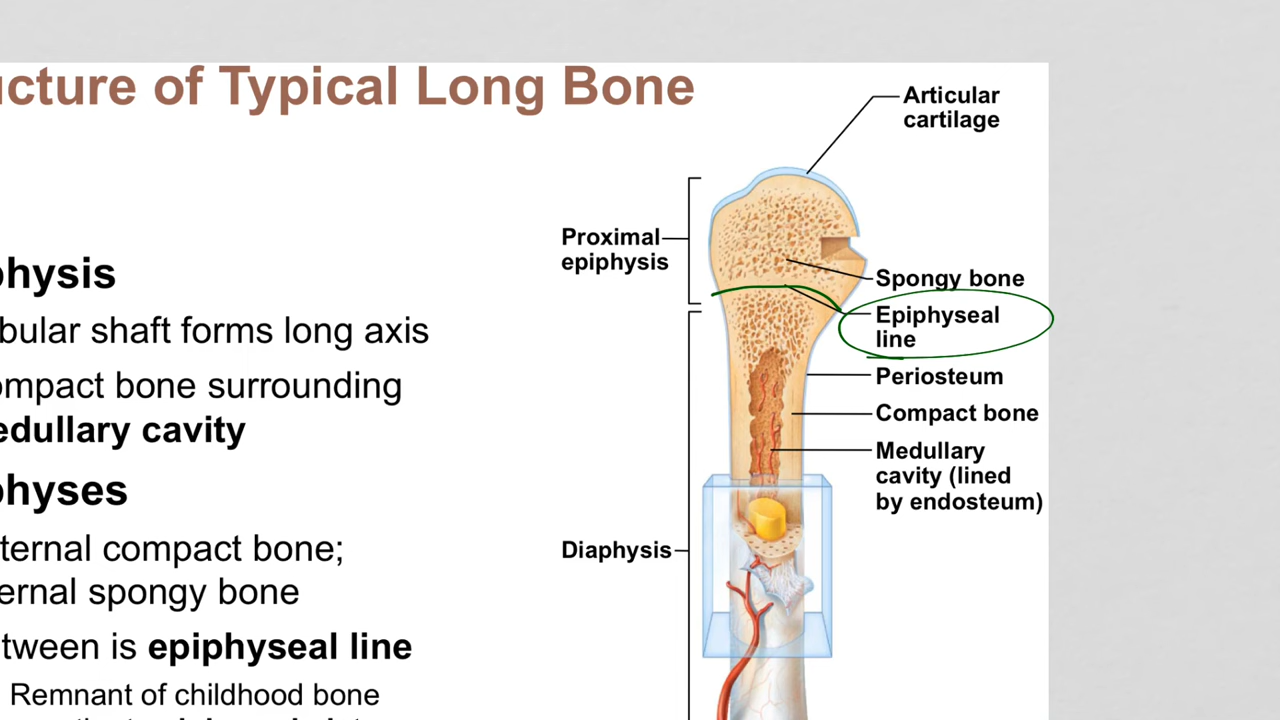 ucture of Typical Long Bone
physis
bular shaft forms long axis
ompact bone surrounding
edullary cavity
physes
ternal compact bone;
ernal spongy bone
tween is epiphyseal line
Remnant of childhood bone
Articular
cartilage
Proximal
epiphysis
Spongy bone
Epiphyseal
line
Periosteum
Compact bone
Medullary
cavity (lined
by endosteum)
Diaphysis